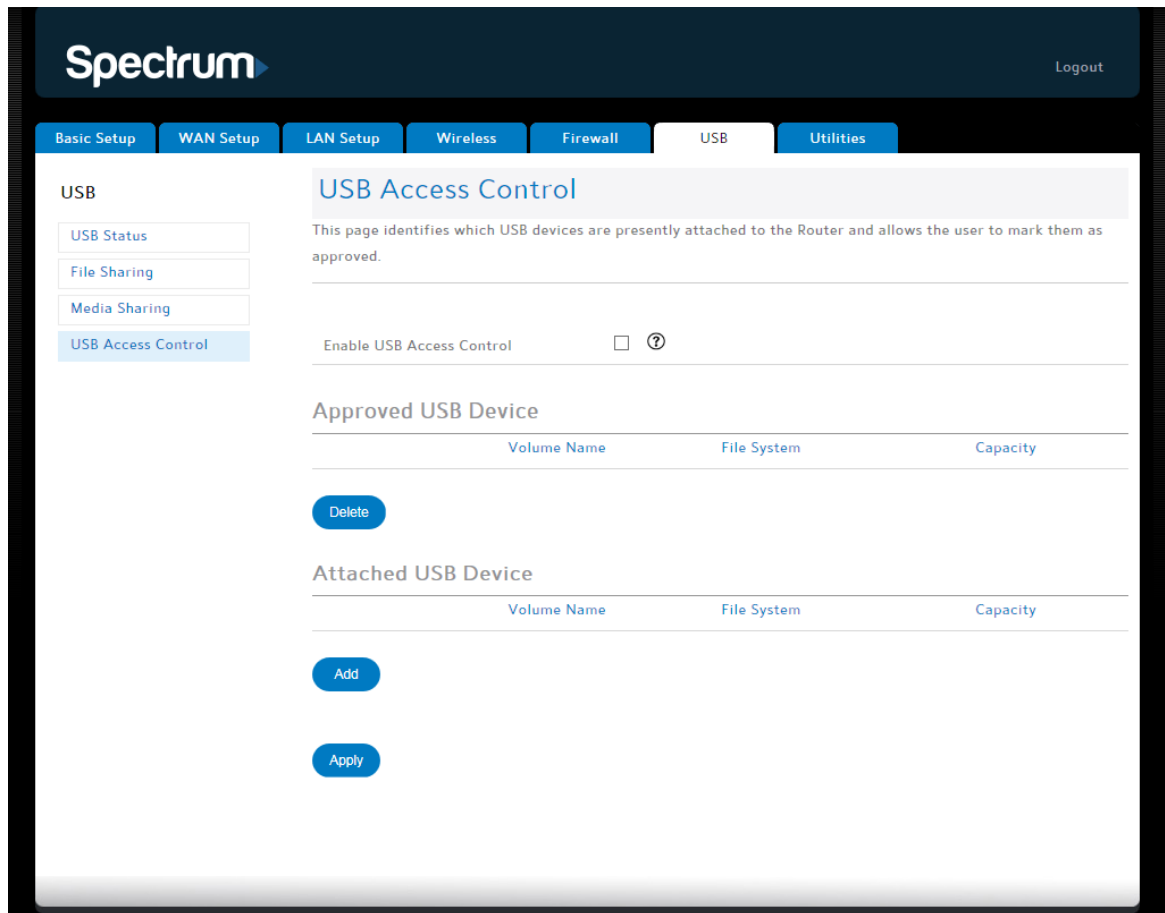 Spectrum
Logout
Basic Setup WAN Setup LAN Setup Wireless Firewall USB Utilities
USB
USB Status
File Sharing
Media Sharing
USB Access Control
USB Access Control
This page identifies which USB devices are presently attached to the Router and allows the user to mark them as
approved.
Enable USB Access Control ?
Approved USB Device
Volume Name File System Capacity
Delete
Attached USB Device
Volume Name File System Capacity
Add
Apply